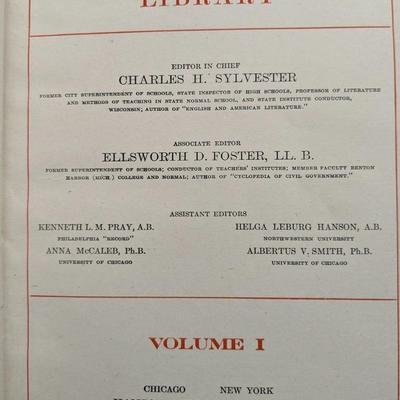 LIBRARY
EDITOR IN CHIEF
CHARLES H. SYLVESTER
FORMER CITY SUPERINTENDENT OF SCHOOLS, STATE INSPECTOR OF HIGH SCHOOLS, PROFESSOR OF LITERATURE
AND METHODS OF TEACHING IN STATE NORMAL SCHOOL, AND STATE INSTITUTE CONDUCTOR,
WISCONSIN; AUTHOR OF "ENGLISH AND AMERICAN LITERATURE."
ASSOCIATE EDITOR
ELLSWORTH D. FOSTER, LL. B.
FORMER SUPERINTENDENT OF SCHOOLS; CONDUCTOR OF TEACHERS' INSTITUTES; MEMBER FACULTY BENTON
HARBOR (MICH.) COLLEGE AND NORMAL; AUTHOR OF "CYCLOPEDIA OF CIVIL GOVERNMENT."
ASSISTANT EDITORS
KENNETH L. M. PRAY, A.B.
PHILADELPHIA "RECORD"
ANNA McCALEB, Ph.B.
UNIVERSITY OF CHICAGO
HELGA LEBURG HANSON, A.B.
NORTHWESTERN UNIVERSITY
ALBERTUS V. SMITH, Ph.B.
UNIVERSITY OF CHICAGO
VOLUME I
CHICAGO NEW YORK